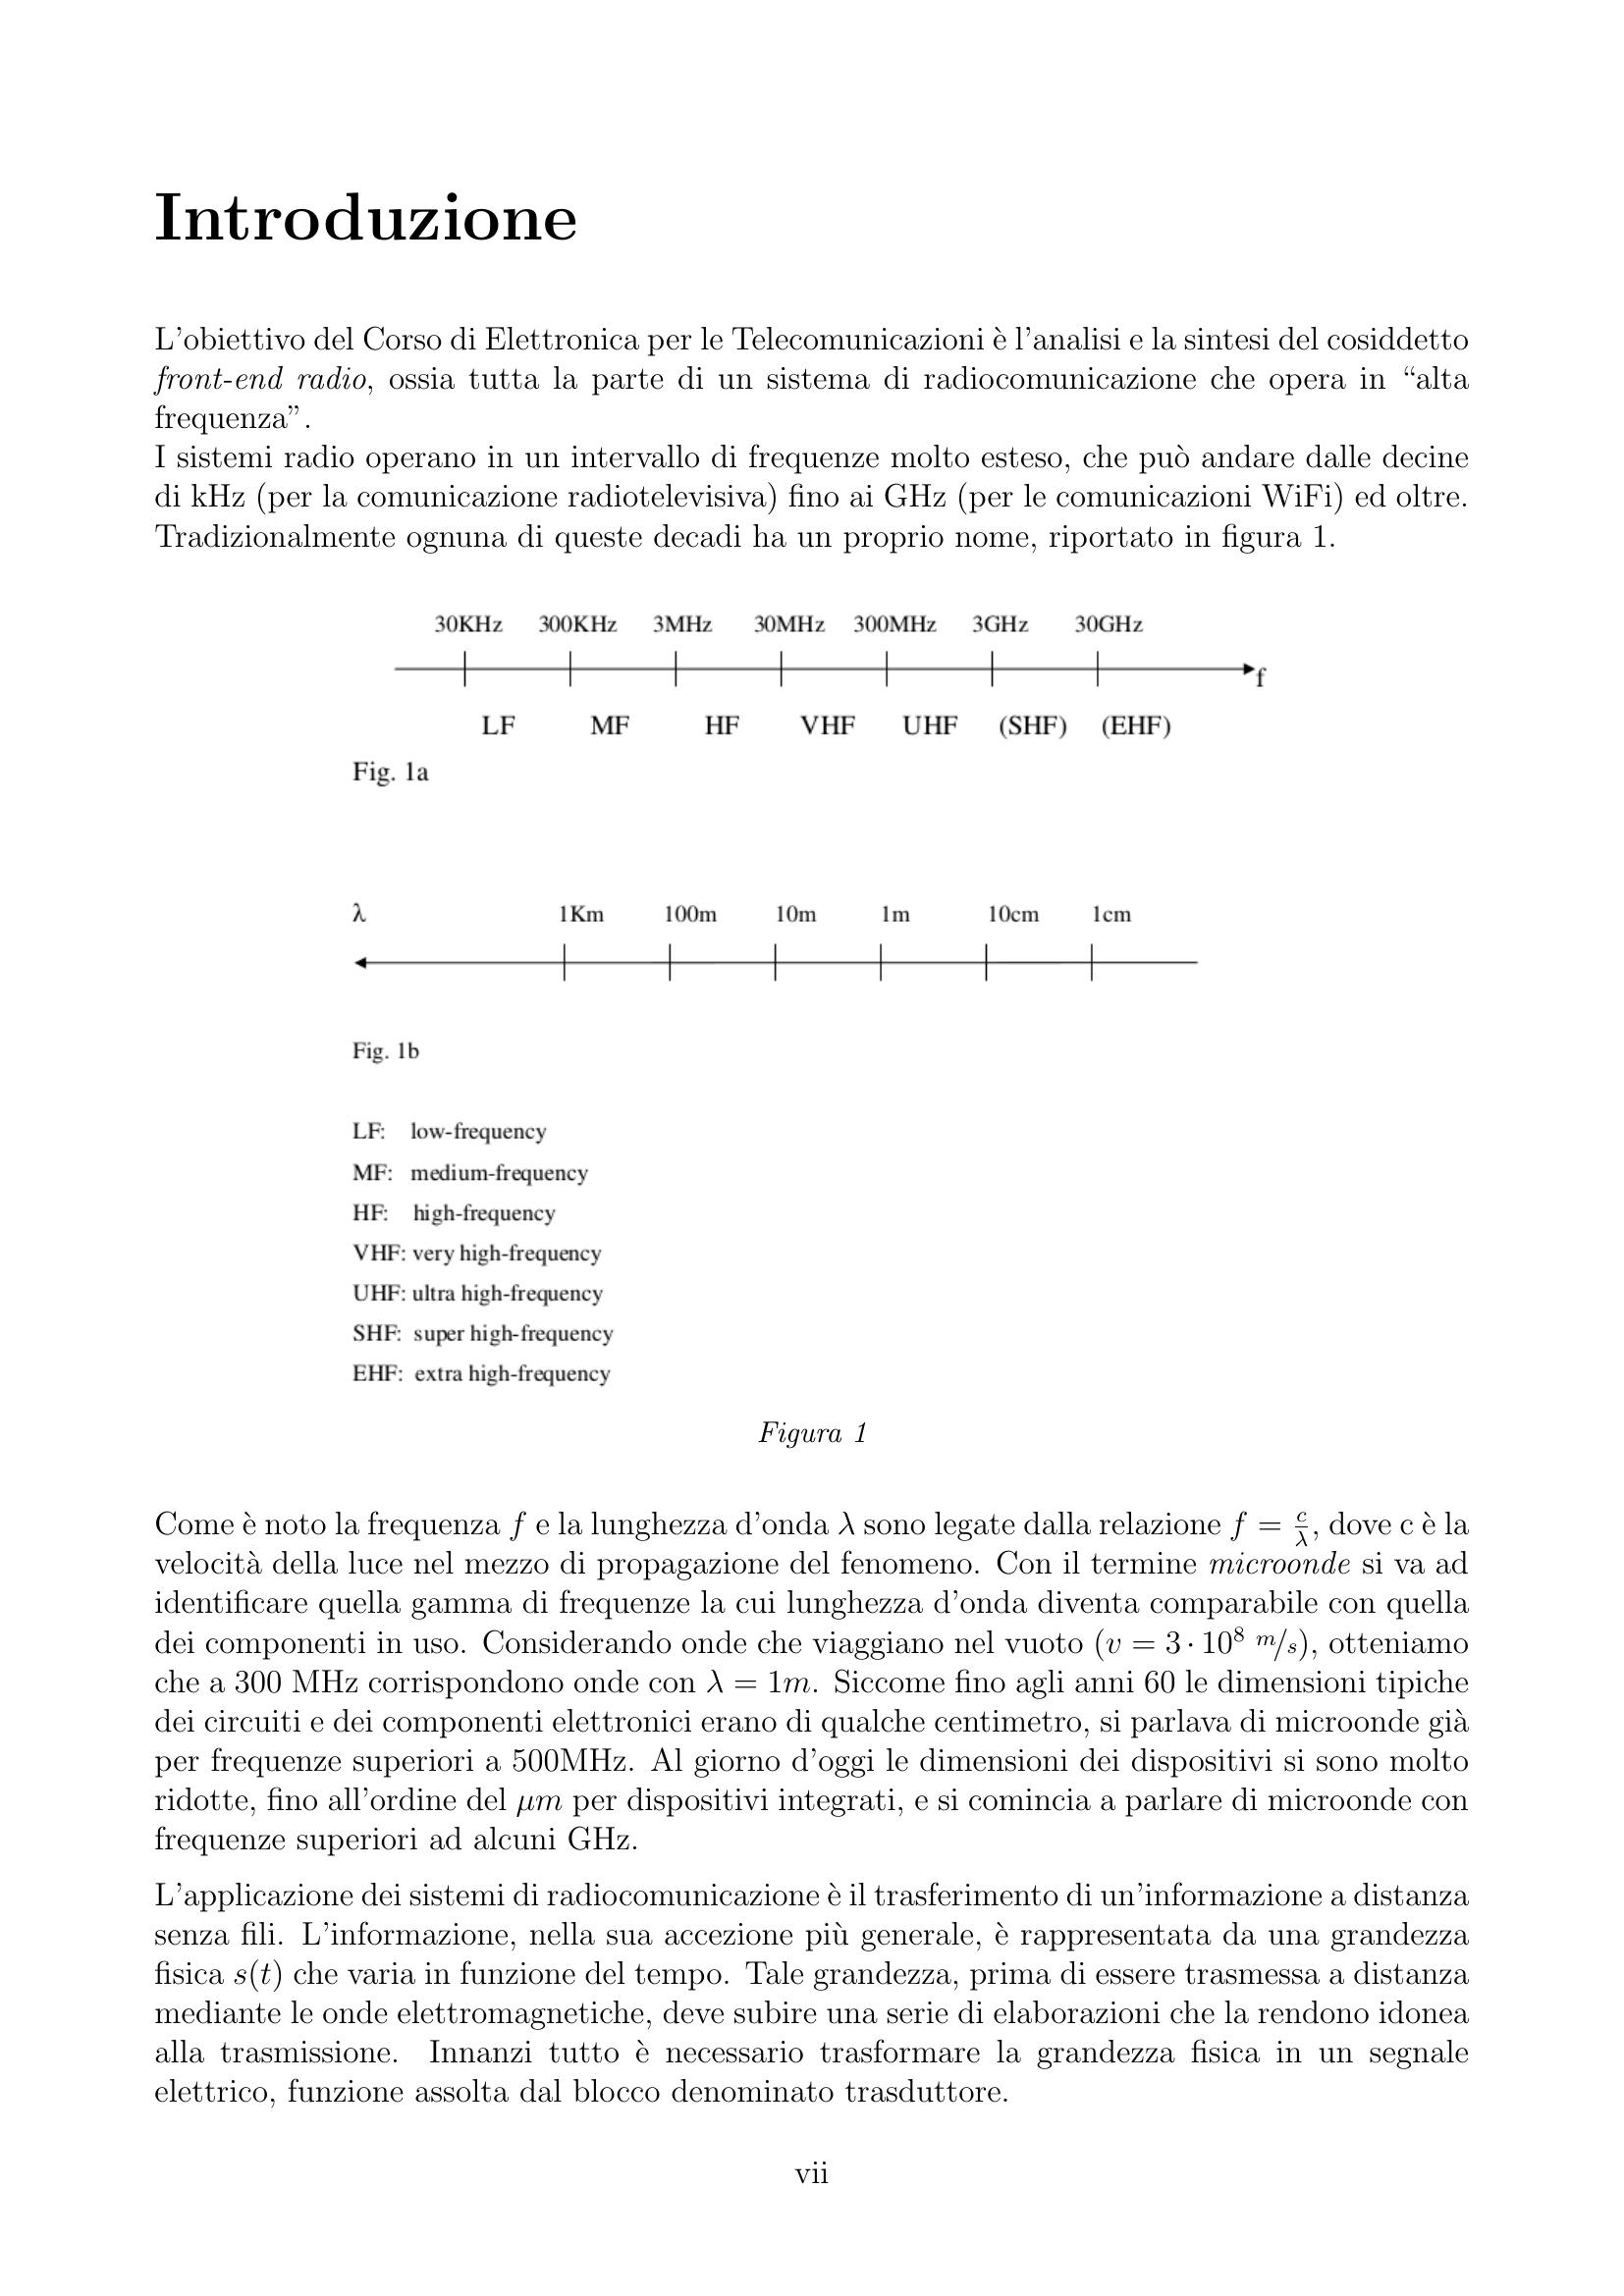 Introduzione
L'obiettivo del Corso di Elettronica per le Telecomunicazioni è l'analisi e la sintesi del cosiddetto
front-end radio, ossia tutta la parte di un sistema di radiocomunicazione che opera in “alta
frequenza”.
I sistemi radio operano in un intervallo di frequenze molto esteso, che può andare dalle decine
di kHz (per la comunicazione radiotelevisiva) fino ai GHz (per le comunicazioni WiFi) ed oltre.
Tradizionalmente ognuna di queste decadi ha un proprio nome, riportato in figura 1.
30KHz 300KHz 3MHz 30MHz 300MHz 3GHz 30GHz
f
LF MF HF VHF UHF (SHF) (EHF)
Fig. 1a
λ 1Km 100m 10m 1m 10cm 1cm
Fig. 1b
LF: low-frequency
MF: medium-frequency
HF: high-frequency
VHF: very high-frequency
UHF: ultra high-frequency
SHF: super high-frequency
EHF: extra high-frequency
Figura 1
Come è noto la frequenza f e la lunghezza d'onda λ sono legate dalla relazione f = c/λ, dove c è la
velocità della luce nel mezzo di propagazione del fenomeno. Con il termine microonde si va ad
identificare quella gamma di frequenze la cui lunghezza d'onda diventa comparabile con quella
dei componenti in uso. Considerando onde che viaggiano nel vuoto (v = 3 · 10⁸ m/s), otteniamo
che a 300 MHz corrispondono onde con λ = 1m. Siccome fino agli anni 60 le dimensioni tipiche
dei circuiti e dei componenti elettronici erano di qualche centimetro, si parlava di microonde già
per frequenze superiori a 500MHz. Al giorno d'oggi le dimensioni dei dispositivi si sono molto
ridotte, fino all'ordine del μm per dispositivi integrati, e si comincia a parlare di microonde con
frequenze superiori ad alcuni GHz.
L'applicazione dei sistemi di radiocomunicazione è il trasferimento di un'informazione a distanza
senza fili. L'informazione, nella sua accezione più generale, è rappresentata da una grandezza
fisica s(t) che varia in funzione del tempo. Tale grandezza, prima di essere trasmessa a distanza
mediante le onde elettromagnetiche, deve subire una serie di elaborazioni che la rendono idonea
alla trasmissione. Innanzi tutto è necessario trasformare la grandezza fisica in un segnale
elettrico, funzione assolta dal blocco denominato trasduttore.
vii